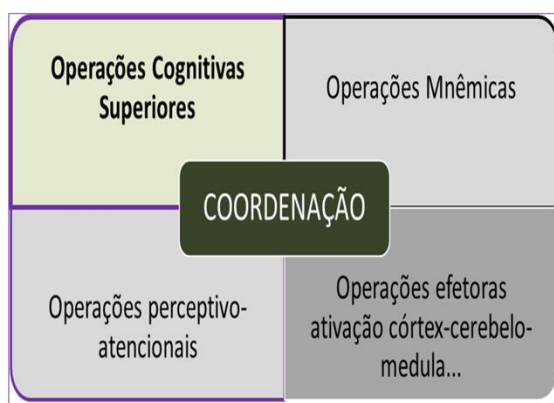 Operações Cognitivas
Superiores
Operações Mnêmicas
COORDENAÇÃO
Operações perceptivo-
atencionais
Operações efetoras
ativação córtex-cerebelo-
medula...